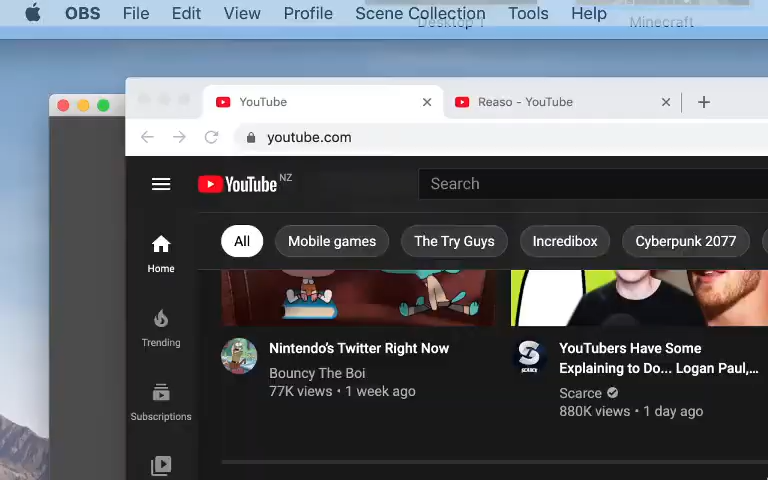 OBS File Edit View Profile Scene Collection Tools Help
Desktop 1 Minecraft
YouTube Reaso - YouTube
youtube.com
YouTube NZ Search
All Mobile games The Try Guys Incredibox Cyberpunk 2077
Home
Trending
Subscriptions
Nintendo's Twitter Right Now
Bouncy The Boi
77K views • 1 week ago
SCARCE
YouTubers Have Some
Explaining to Do... Logan Paul,…
Scarce
880K views • 1 day ago